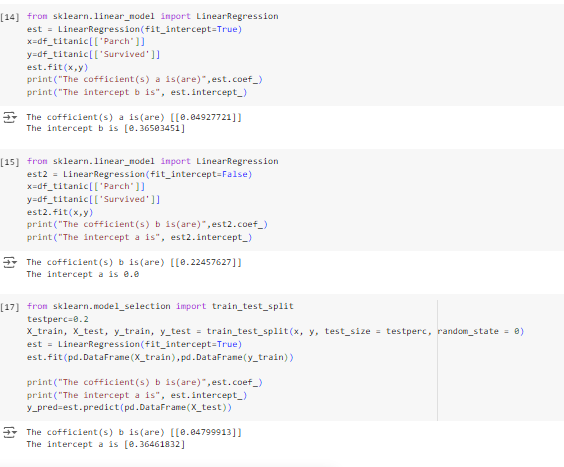 [14] from sklearn.linear_model import LinearRegression
est = LinearRegression(fit_intercept=True)
x=df_titanic[['Parch']]
y=df_titanic[['Survived']]
est.fit(x,y)
print("The cofficient(s) a is(are)",est.coef_)
print("The intercept b is", est.intercept_)
The cofficient(s) a is(are) [[0.04927721]]
The intercept b is [0.36503451]
[15] from sklearn.linear_model import LinearRegression
est2 = LinearRegression(fit_intercept=False)
x=df_titanic[['Parch']]
y=df_titanic[['Survived']]
est2.fit(x,y)
print("The cofficient(s) b is(are)",est2.coef_)
print("The intercept a is", est2.intercept_)
The cofficient(s) b is(are) [[0.22457627]]
The intercept a is 0.0
[17] from sklearn.model_selection import train_test_split
testperc=0.2
X_train, X_test, y_train, y_test = train_test_split(x, y, test_size = testperc, random_state = 0)
est = LinearRegression(fit_intercept=True)
est.fit(pd.DataFrame(X_train),pd.DataFrame(y_train))
print("The cofficient(s) b is(are)",est.coef_)
print("The intercept a is", est.intercept_)
y_pred=est.predict(pd.DataFrame(X_test))
The cofficient(s) b is(are) [[0.04799913]]
The intercept a is [0.36461832]